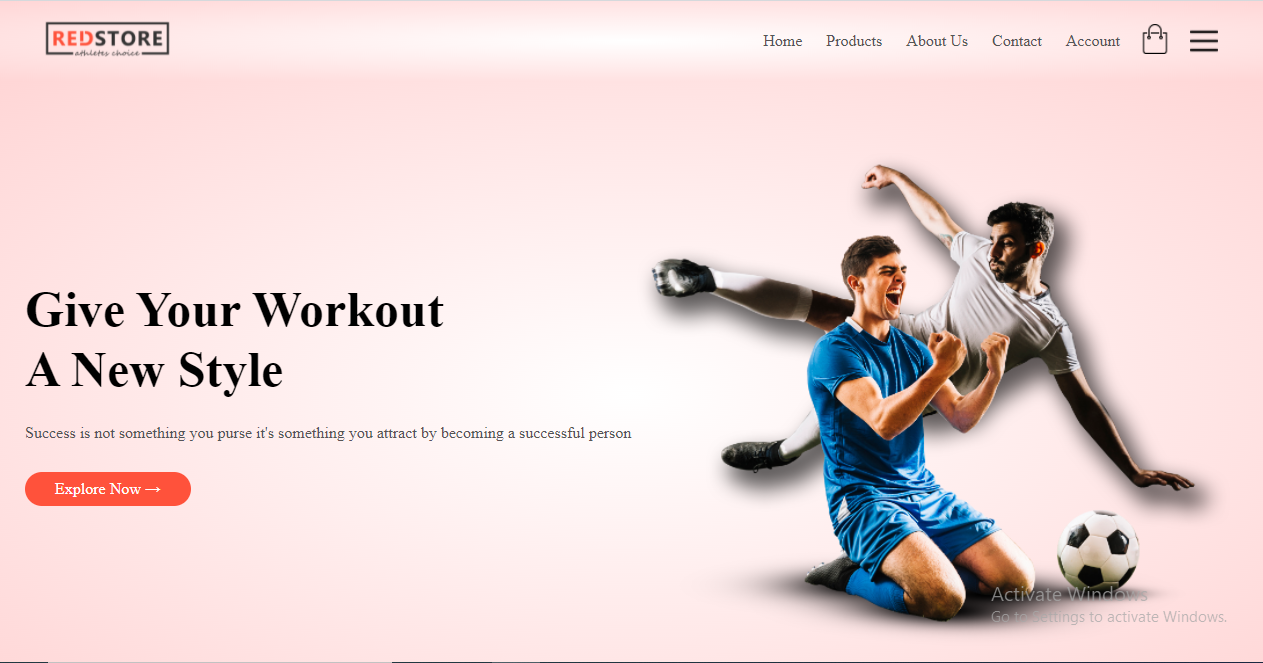 REDSTORE
athletes choice
Home Products About Us Contact Account
Give Your Workout
A New Style
Success is not something you purse it's something you attract by becoming a successful person
Explore Now →
Activate Windows
Go to Settings to activate Windows.